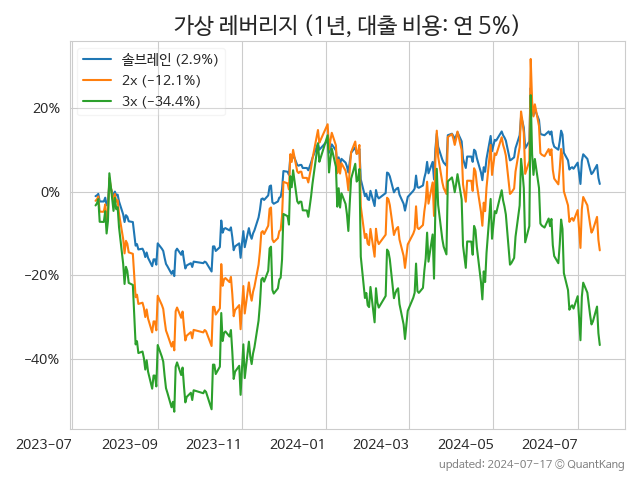 가상 레버리지 (1년, 대출 비용: 연 5%)
솔브레인 (2.9%)
2x (−12.1%)
3x (−34.4%)
20%
0%
−20%
−40%
2023-07 2023-09 2023-11 2024-01 2024-03 2024-05 2024-07
updated: 2024-07-17 © QuantKang